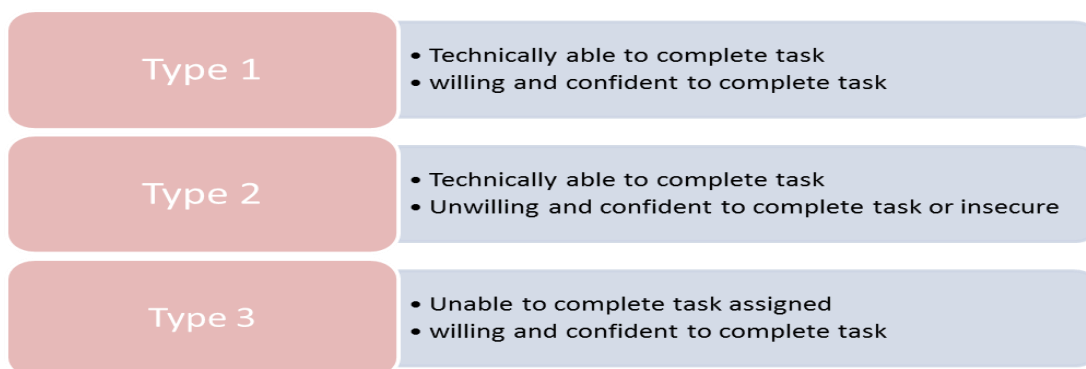 Type 1
• Technically able to complete task
• willing and confident to complete task
Type 2
• Technically able to complete task
• Unwilling and confident to complete task or insecure
Type 3
• Unable to complete task assigned
• willing and confident to complete task